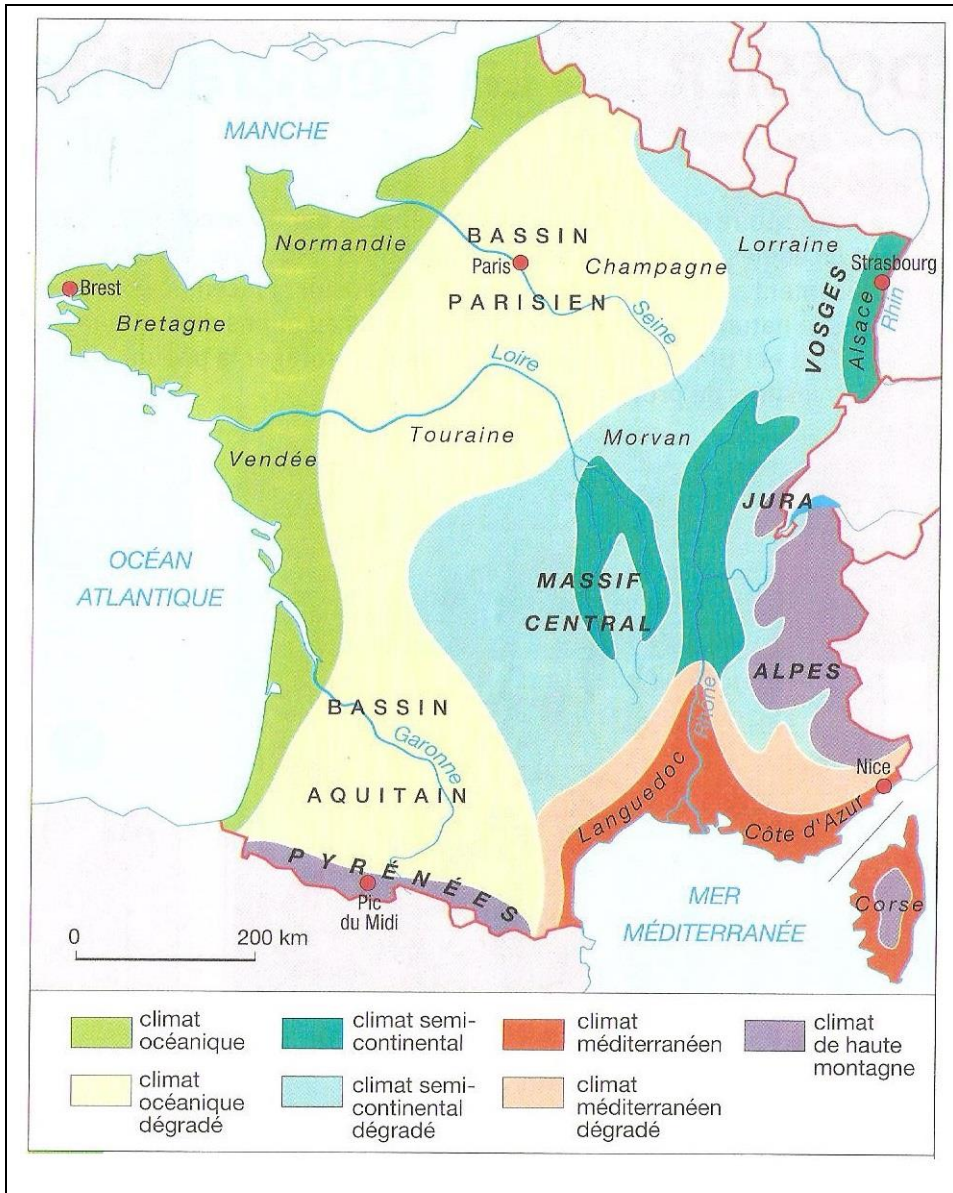 MANCHE
Normandie
BASSIN
Paris
PARISIEN
Champagne
Lorraine
Strasbourg
VOSGES
Alsace
Rhin
Brest
Bretagne
Seine
Loire
Touraine
Morvan
Vendée
JURA
OCÉAN
ATLANTIQUE
MASSIF
CENTRAL
ALPES
BASSIN
Garonne
AQUITAIN
Rhône
Languedoc
Nice
Côte d'Azur
PYRÉNÉES
Pic
du Midi
MER
MÉDITERRANÉE
Corse
0 200 km
climat
océanique
climat semi-
continental
climat
méditerranéen
climat
de haute
montagne
climat
océanique
dégradé
climat semi-
continental
dégradé
climat
méditerranéen
dégradé